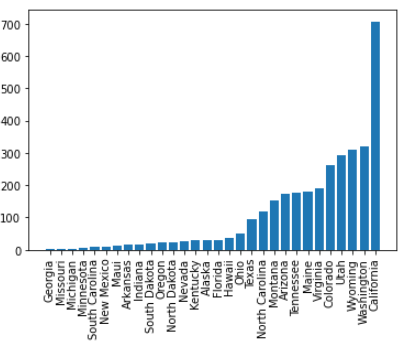 700
600
500
400
300
200
100
0
Georgia
Missouri
Michigan
Minnesota
South Carolina
New Mexico
Maui
Arkansas
Indiana
South Dakota
Oregon
North Dakota
Nevada
Kentucky
Alaska
Florida
Hawaii
Ohio
Texas
North Carolina
Montana
Arizona
Tennessee
Maine
Virginia
Colorado
Utah
Wyoming
Washington
California